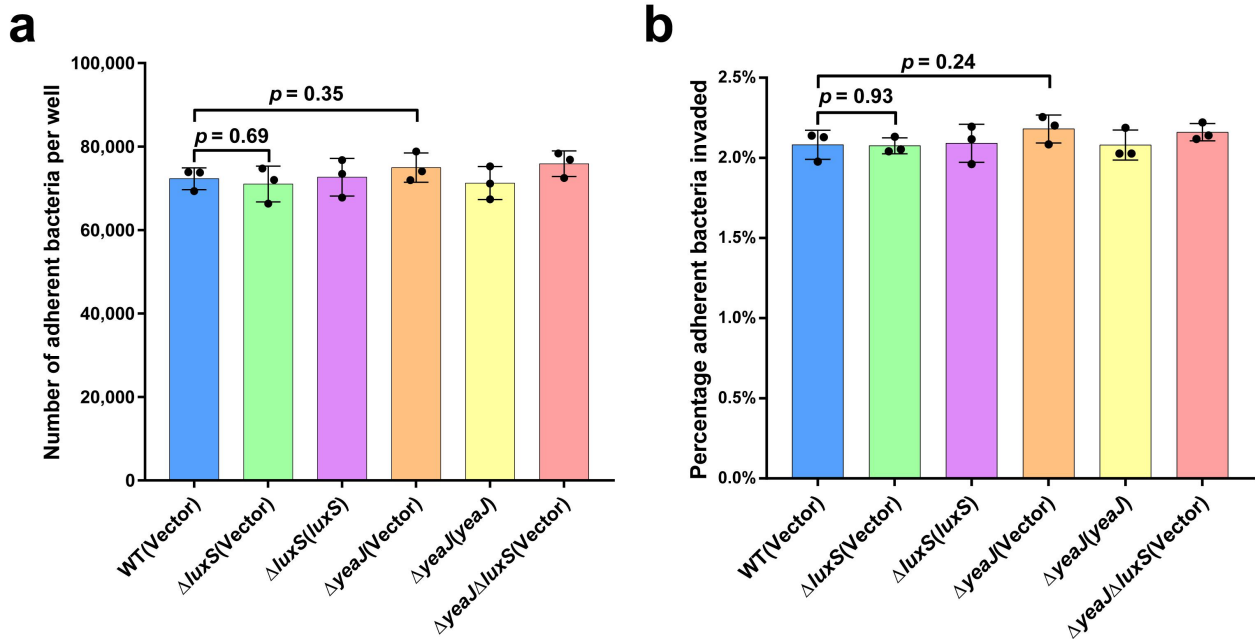 a
Number of adherent bacteria per well
100,000
80,000
60,000
40,000
20,000
0
p = 0.35
p = 0.69
WT(Vector)
ΔluxS(Vector)
ΔluxS(luxS)
ΔyeaJ(Vector)
ΔyeaJ(yeaJ)
ΔyeaJΔluxS(Vector)
b
Percentage adherent bacteria invaded
2.5%
2.0%
1.5%
1.0%
0.5%
0.0%
p = 0.24
p = 0.93
WT(Vector)
ΔluxS(Vector)
ΔluxS(luxS)
ΔyeaJ(Vector)
ΔyeaJ(yeaJ)
ΔyeaJΔluxS(Vector)